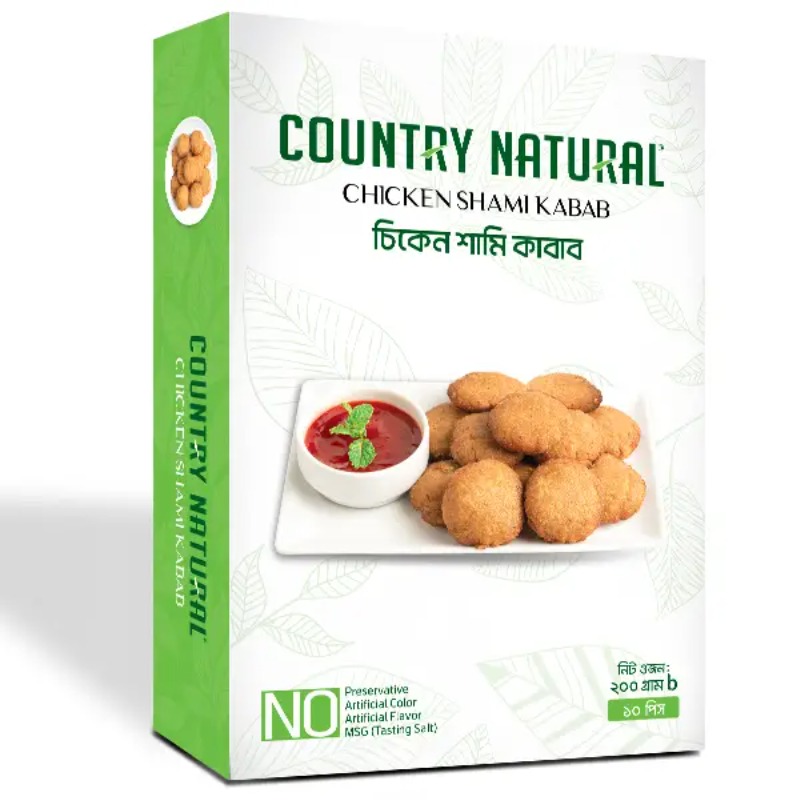 COUNTRY NATURAL
CHICKEN SHAMI KABAB
চিকেন শামি কাবাব
COUNTRY NATURAL
CHICKEN SHAMI KABAB
NO
Preservative
Artificial Color
Artificial Flavor
MSG (Tasting Salt)
নিট ওজন:
২০০ গ্রাম b
১০ পিস